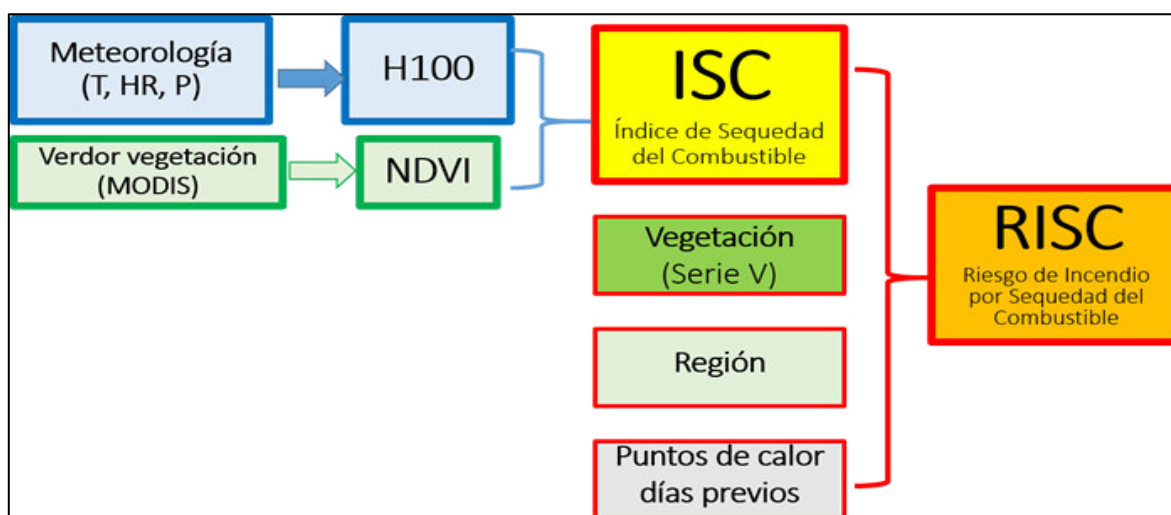 Meteorología
(T, HR, P)
H100
Verdor vegetación
(MODIS)
NDVI
ISC
Índice de Sequedad
del Combustible
Vegetación
(Serie V)
Región
Puntos de calor
días previos
RISC
Riesgo de Incendio
por Sequedad del
Combustible